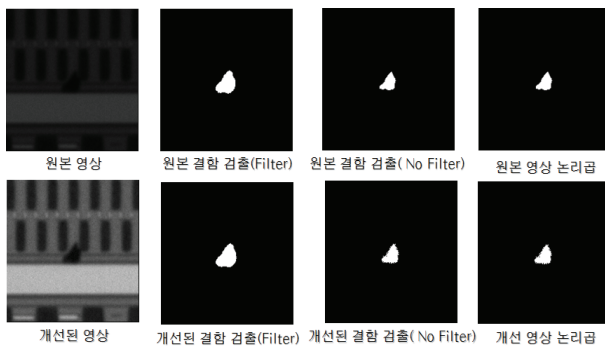 원본 영상
원본 결함 검출(Filter)
원본 결함 검출( No Filter)
원본 영상 논리곱
개선된 영상
개선된 결함 검출(Filter)
개선된 결함 검출( No Filter)
개선 영상 논리곱